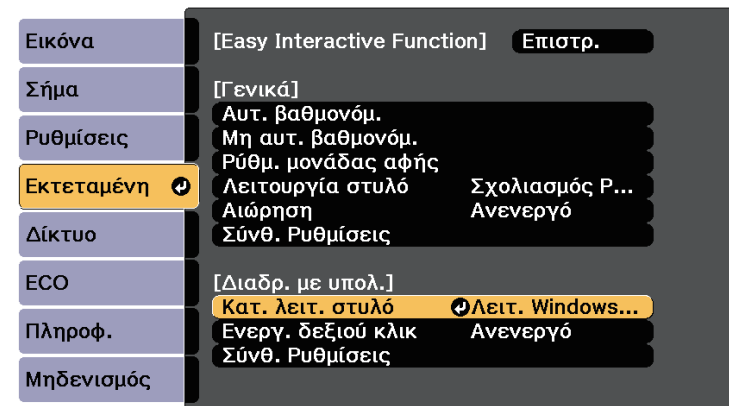 Εικόνα
Σήμα
Ρυθμίσεις
Εκτεταμένη
Δίκτυο
ECO
Πληροφ.
Μηδενισμός
[Easy Interactive Function] Επιστρ.
[Γενικά]
Αυτ. βαθμονόμ.
Μη αυτ. βαθμονόμ.
Ρύθμ. μονάδας αφής
Λειτουργία στυλό Σχολιασμός P...
Αιώρηση Ανενεργό
Σύνθ. Ρυθμίσεις
[Διαδρ. με υπολ.]
Κατ. λειτ. στυλό Λειτ. Windows...
Ενεργ. δεξιού κλικ Ανενεργό
Σύνθ. Ρυθμίσεις